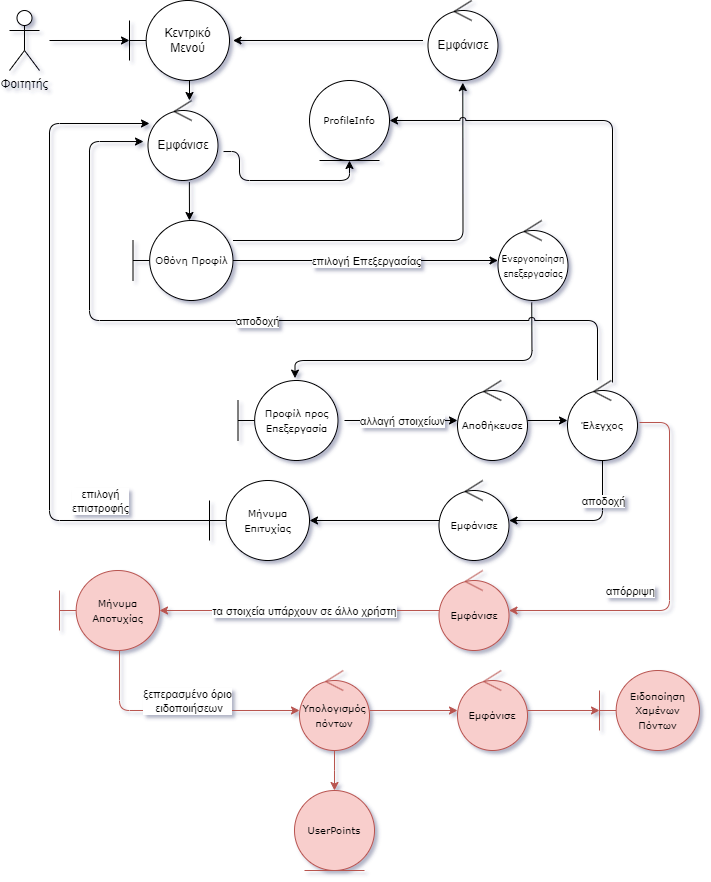 Κεντρικό
Μενού
Εμφάνισε
Φοιτητής
ProfileInfo
Εμφάνισε
Οθόνη Προφίλ
επιλογή Επεξεργασίας
Ενεργοποίηση
επεξεργασίας
αποδοχή
Προφίλ προς
Επεξεργασία
αλλαγή στοιχείων
Αποθήκευσε
Έλεγχος
επιλογή
επιστροφής
Μήνυμα
Επιτυχίας
Εμφάνισε
αποδοχή
απόρριψη
Μήνυμα
Αποτυχίας
τα στοιχεία υπάρχουν σε άλλο χρήστη
Εμφάνισε
ξεπερασμένο όριο
ειδοποιήσεων
Υπολογισμός
πόντων
Εμφάνισε
Ειδοποίηση
Χαμένων
Πόντων
UserPoints